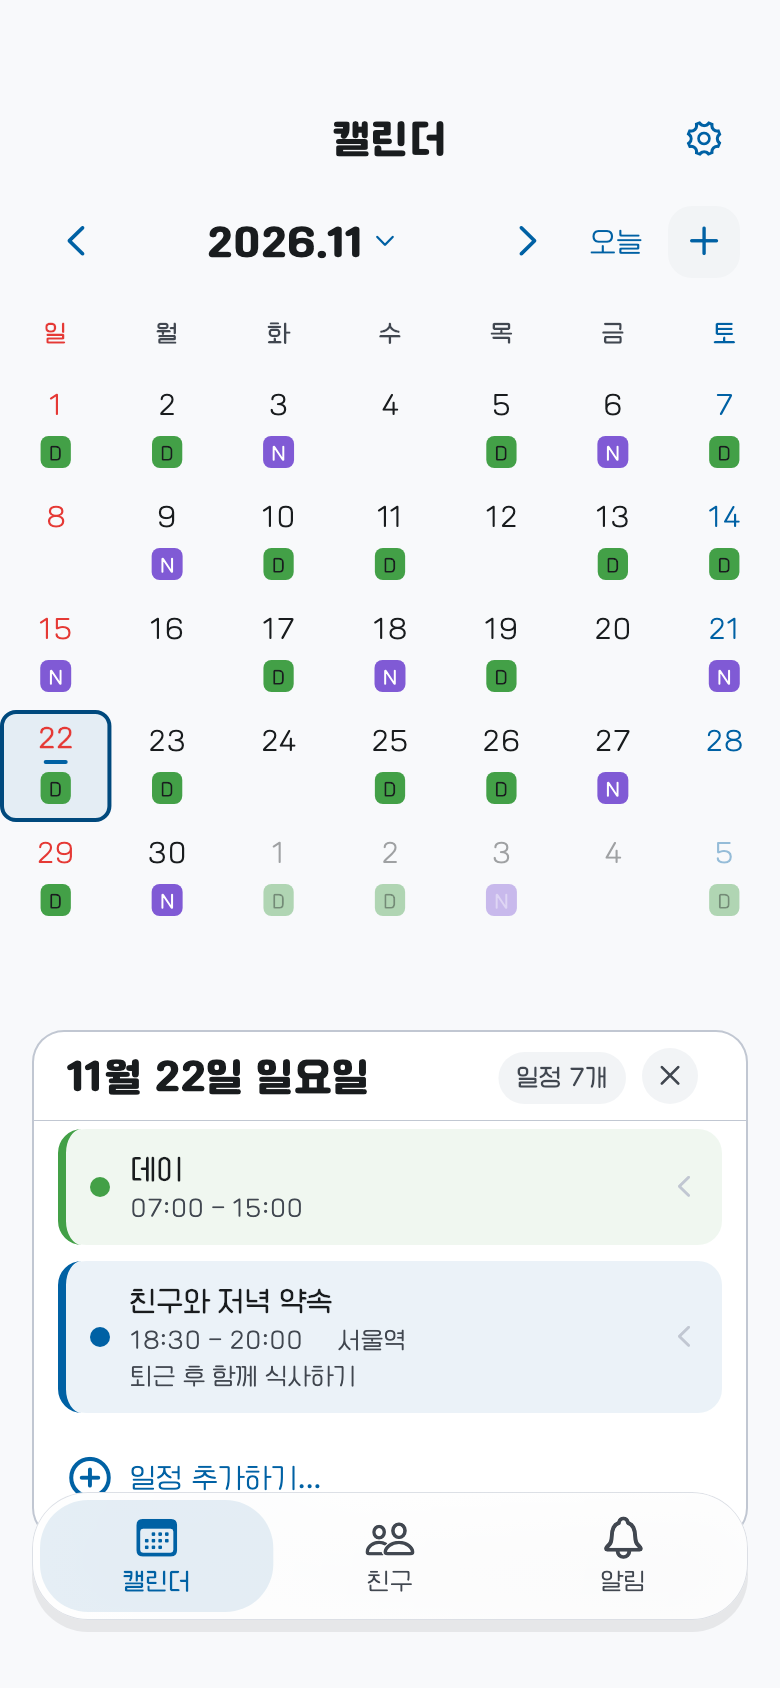 캘린더
2026.11
오늘
일 월 화 수 목 금 토
1 2 3 4 5 6 7
D D N D N D
8 9 10 11 12 13 14
N D D D D
15 16 17 18 19 20 21
N D N D N
22 23 24 25 26 27 28
D D D D N
29 30 1 2 3 4 5
D N D D N D
11월 22일 일요일
일정 7개
데이
07:00 – 15:00
친구와 저녁 약속
18:30 – 20:00 서울역
퇴근 후 함께 식사하기
일정 추가하기...
캘린더 친구 알림